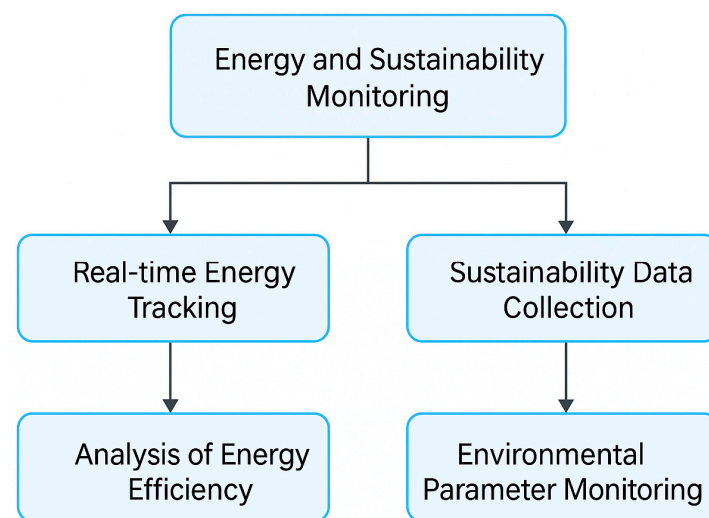 Energy and Sustainability
Monitoring
Real-time Energy
Tracking
Sustainability Data
Collection
Analysis of Energy
Efficiency
Environmental
Parameter Monitoring